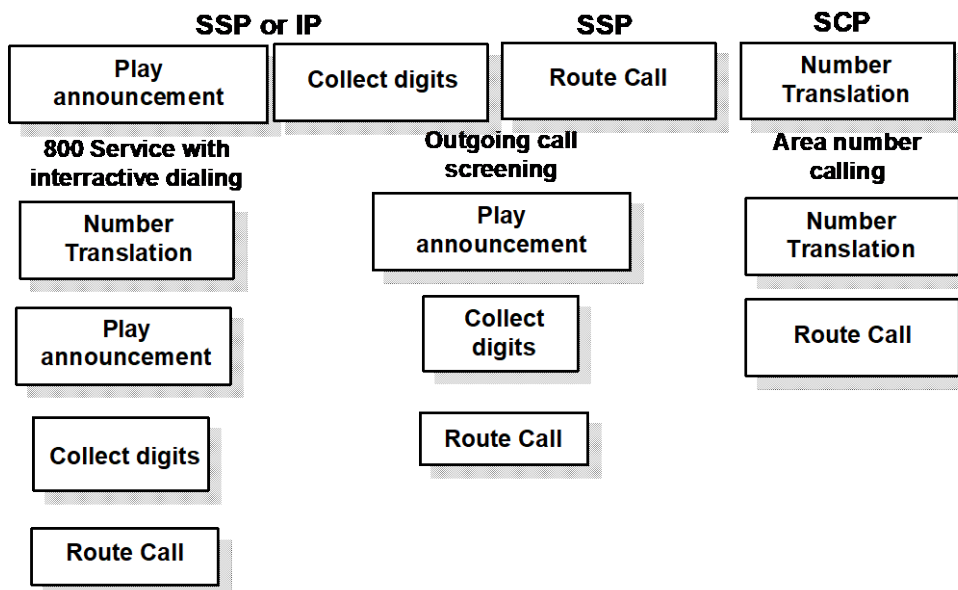 SSP or IP
SSP
SCP
Play
announcement
Collect digits
Route Call
Number
Translation
800 Service with
interractive dialing
Outgoing call
screening
Area number
calling
Number
Translation
Play
announcement
Collect digits
Route Call
Play
announcement
Collect
digits
Route Call
Number
Translation
Route Call